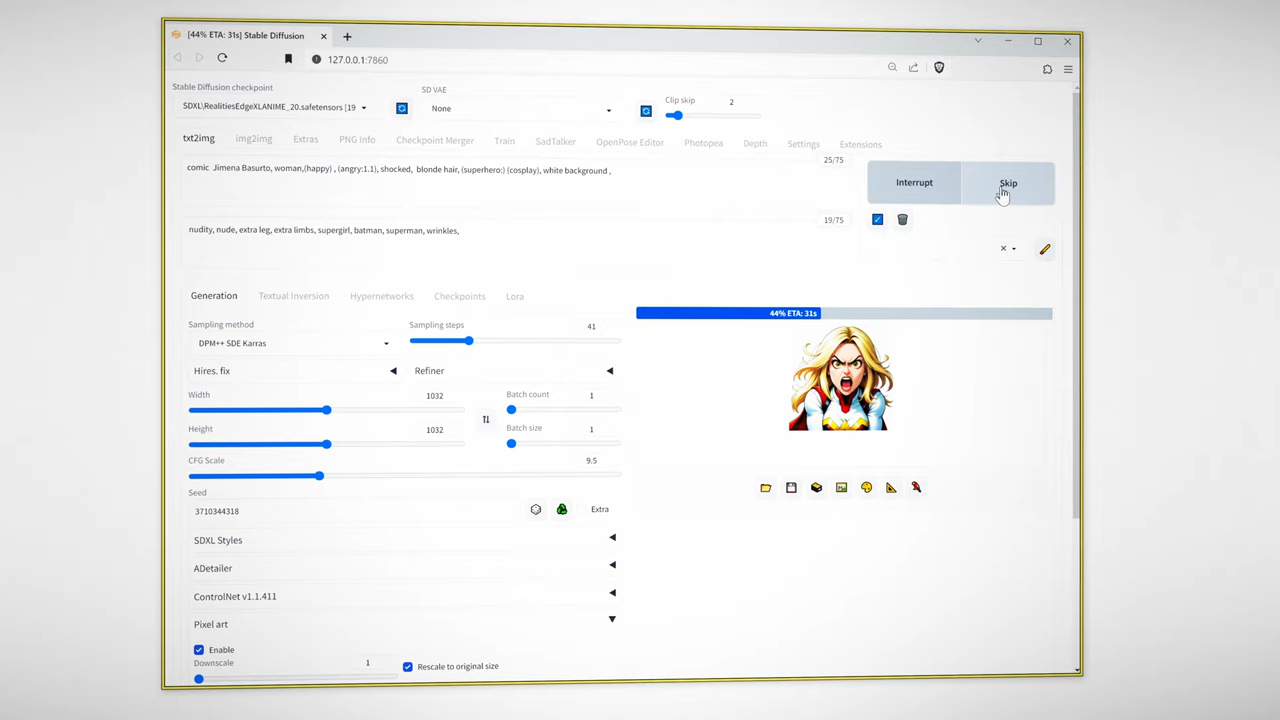 [44% ETA: 31s] Stable Diffusion
127.0.0.1:7860
Stable Diffusion checkpoint
SD VAE
Clip skip
2
SDXL\RealitiesEdgeXLANIME_20.safetensors [19
None
txt2img img2img Extras PNG Info Checkpoint Merger Train SadTalker OpenPose Editor Photopea Depth Settings Extensions
25/75
comic Jimena Basurto, woman,(happy) , (angry:1.1), shocked, blonde hair, (superhero:) (cosplay), white background ,
Interrupt
Skip
19/75
nudity, nude, extra leg, extra limbs, supergirl, batman, superman, wrinkles,
Generation Textual Inversion Hypernetworks Checkpoints Lora
44% ETA: 31s
Sampling method
Sampling steps
41
DPM++ SDE Karras
Hires. fix
Refiner
Width
1032
Batch count
1
Height
1032
Batch size
1
CFG Scale
9.5
Seed
3710344318
Extra
SDXL Styles
ADetailer
ControlNet v1.1.411
Pixel art
Enable
Downscale
1
Rescale to original size